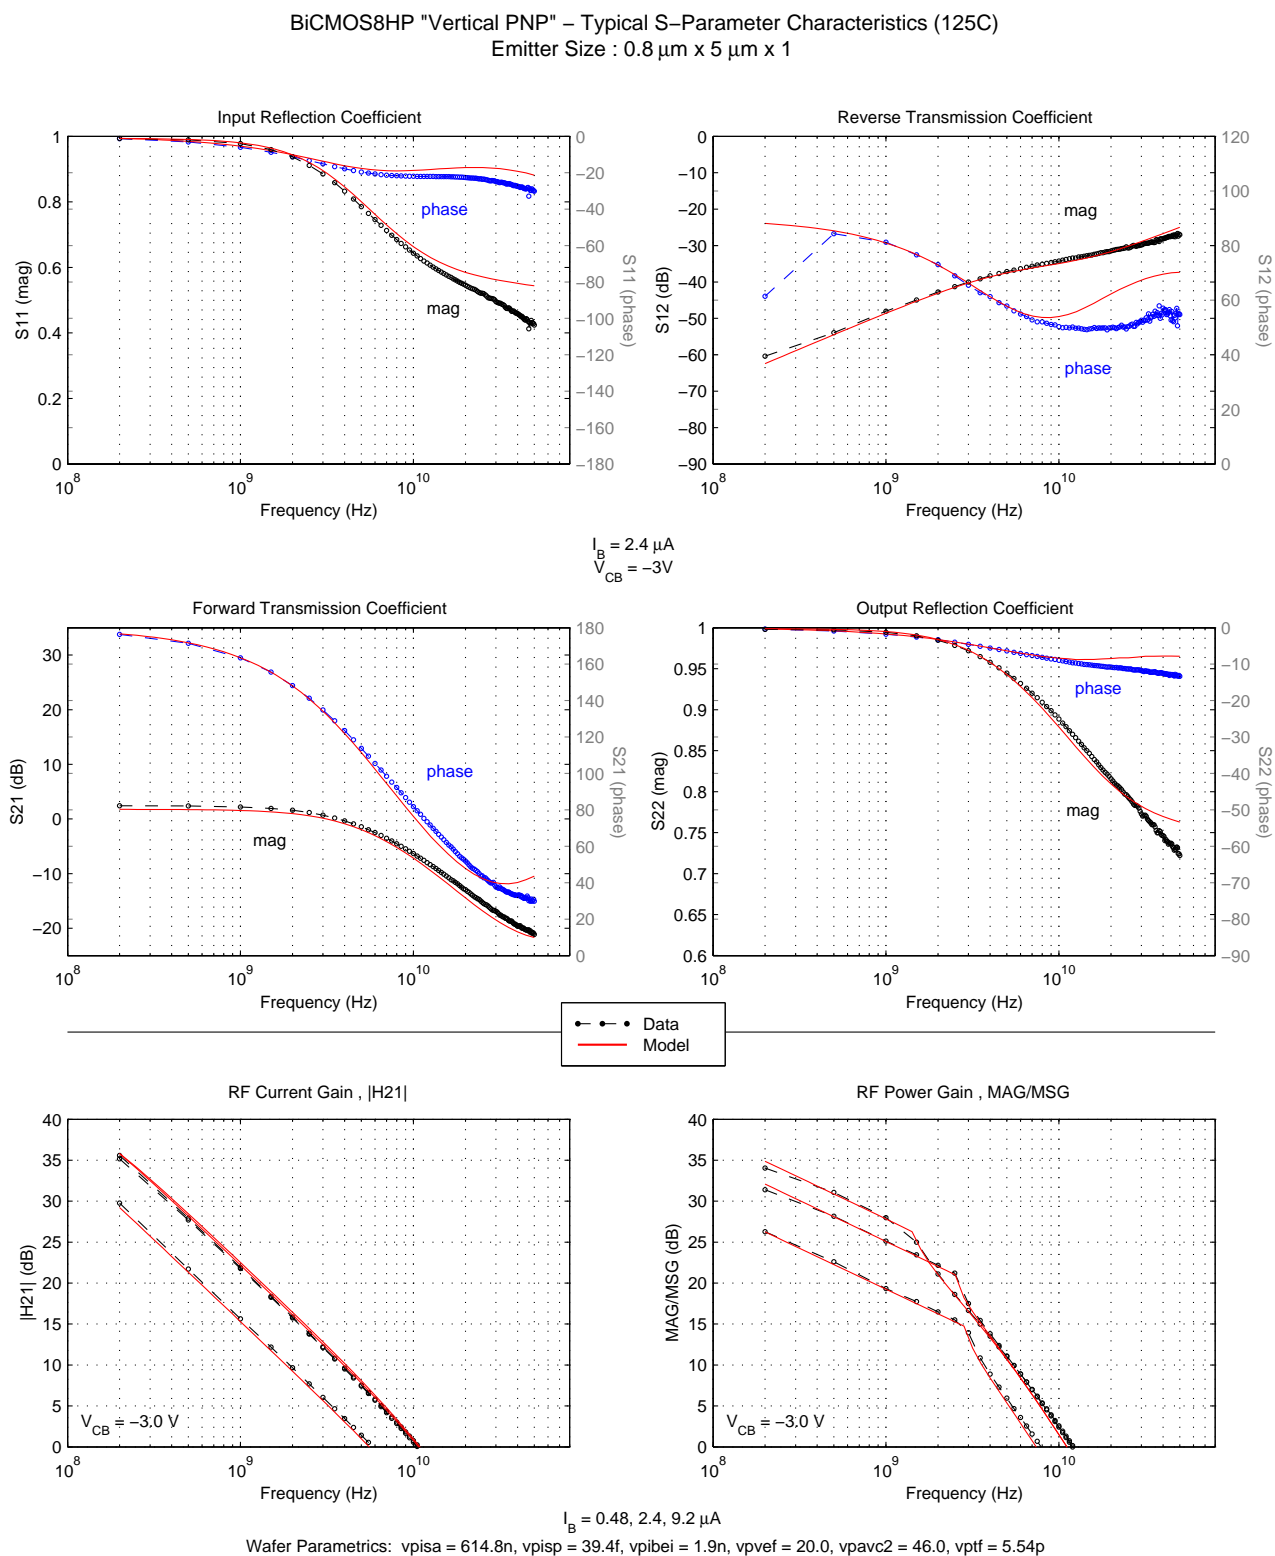 BiCMOS8HP "Vertical PNP" – Typical S–Parameter Characteristics (125C)
Emitter Size : 0.8 μm x 5 μm x 1
Input Reflection Coefficient
1
0.8
0.6
0.4
0.2
0
S11 (mag)
0
−20
−40
−60
−80
−100
−120
−140
−160
−180
S11 (phase)
phase
mag
10^8
10^9
10^10
Frequency (Hz)
Reverse Transmission Coefficient
0
−10
−20
−30
−40
−50
−60
−70
−80
−90
S12 (dB)
120
100
80
60
40
20
0
S12 (phase)
mag
phase
10^8
10^9
10^10
Frequency (Hz)
I_B = 2.4 μA
V_CB = −3V
Forward Transmission Coefficient
30
20
10
0
−10
−20
S21 (dB)
180
160
140
120
100
80
60
40
20
0
S21 (phase)
phase
mag
10^8
10^9
10^10
Frequency (Hz)
Output Reflection Coefficient
1
0.95
0.9
0.85
0.8
0.75
0.7
0.65
0.6
S22 (mag)
0
−10
−20
−30
−40
−50
−60
−70
−80
−90
S22 (phase)
phase
mag
10^8
10^9
10^10
Frequency (Hz)
Data
Model
RF Current Gain , |H21|
40
35
30
25
20
15
10
5
0
|H21| (dB)
V_CB = −3.0 V
10^8
10^9
10^10
Frequency (Hz)
RF Power Gain , MAG/MSG
40
35
30
25
20
15
10
5
0
MAG/MSG (dB)
V_CB = −3.0 V
10^8
10^9
10^10
Frequency (Hz)
I_B = 0.48, 2.4, 9.2 μA
Wafer Parametrics: vpisa = 614.8n, vpisp = 39.4f, vpibei = 1.9n, vpvef = 20.0, vpavc2 = 46.0, vptf = 5.54p